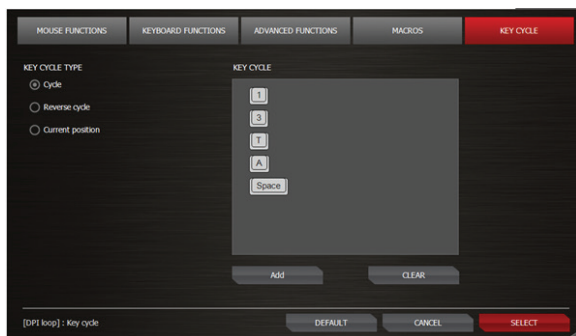 MOUSE FUNCTIONS KEYBOARD FUNCTIONS ADVANCED FUNCTIONS MACROS KEY CYCLE
KEY CYCLE TYPE
Cycle
Reverse cycle
Current position
KEY CYCLE
1
3
T
A
Space
Add CLEAR
[DPI loop] : Key cycle DEFAULT CANCEL SELECT